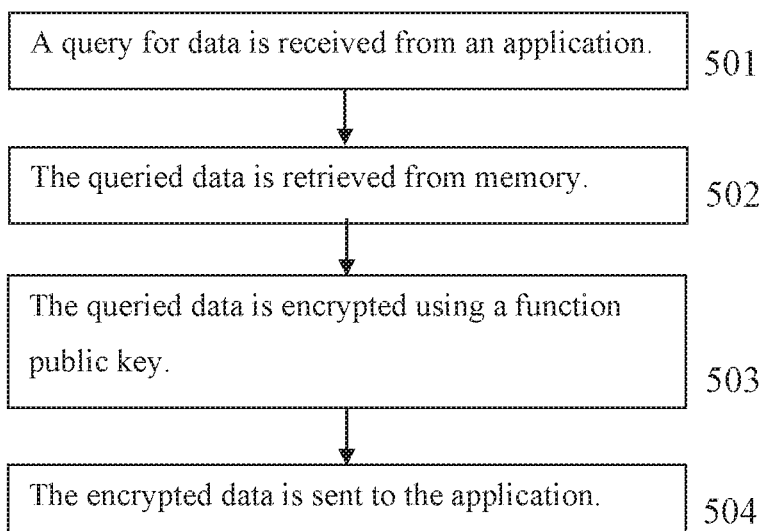 A query for data is received from an application.
501
The queried data is retrieved from memory.
502
The queried data is encrypted using a function
public key.
503
The encrypted data is sent to the application.
504